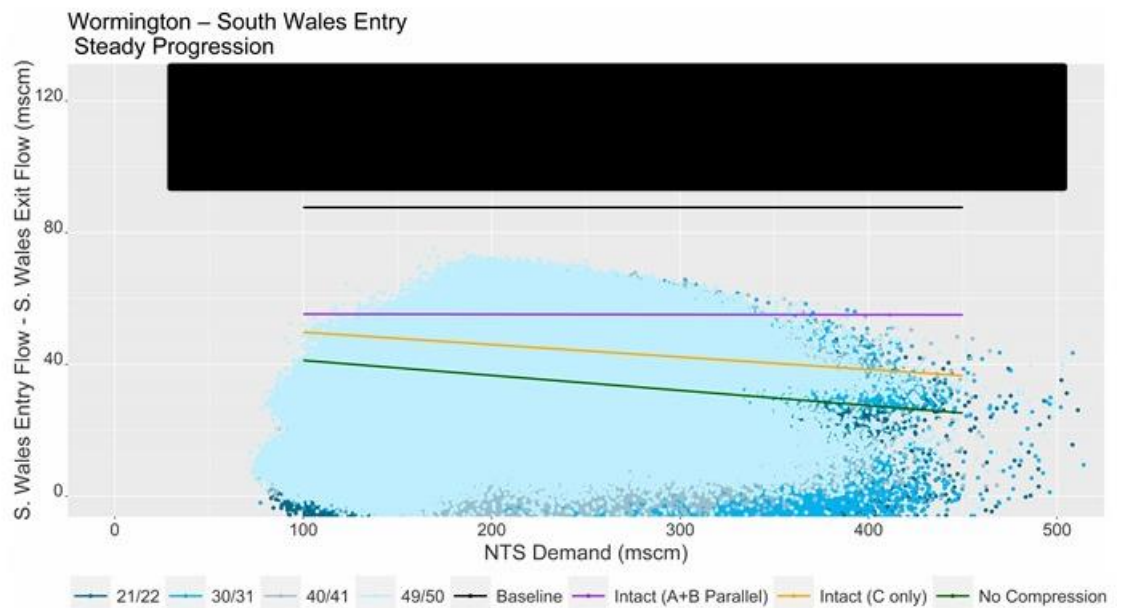 Wormington – South Wales Entry
Steady Progression
S. Wales Entry Flow - S. Wales Exit Flow (mscm)
120
80
40
0
0 100 200 300 400 500
NTS Demand (mscm)
21/22 30/31 40/41 49/50 Baseline Intact (A+B Parallel) Intact (C only) No Compression